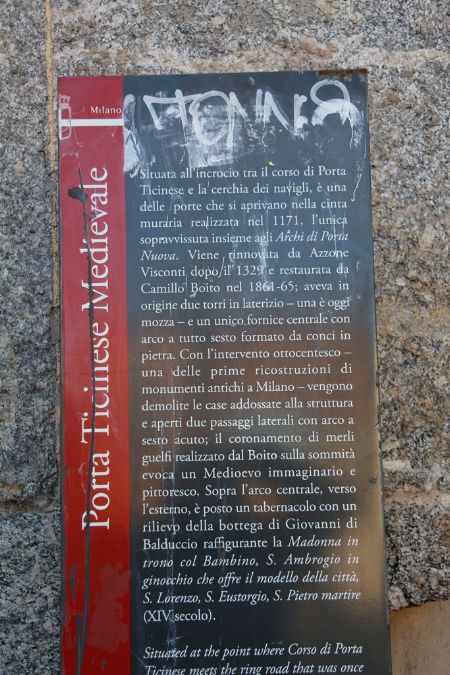 Milano
Porta Ticinese Medievale
Situata all'incrocio tra il corso di Porta
Ticinese e la cerchia dei navigli, è una
delle porte che si aprivano nella cinta
muraria realizzata nel 1171, l'unica
sopravvissuta insieme agli Archi di Porta
Nuova. Viene rinnovata da Azzone
Visconti dopo il 1329 e restaurata da
Camillo Boito nel 1861-65; aveva in
origine due torri in laterizio – una è oggi
mozza – e un unico fornice centrale con
arco a tutto sesto formato da conci in
pietra. Con l'intervento ottocentesco –
una delle prime ricostruzioni di
monumenti antichi a Milano – vengono
demolite le case addossate alla struttura
e aperti due passaggi laterali con arco a
sesto acuto; il coronamento di merli
guelfi realizzato dal Boito sulla sommità
evoca un Medioevo immaginario e
pittoresco. Sopra l'arco centrale, verso
l'esterno, è posto un tabernacolo con un
rilievo della bottega di Giovanni di
Balduccio raffigurante la Madonna in
trono col Bambino, S. Ambrogio in
ginocchio che offre il modello della città,
S. Lorenzo, S. Eustorgio, S. Pietro martire
(XIV secolo).
Situated at the point where Corso di Porta
Ticinese meets the ring road that was once